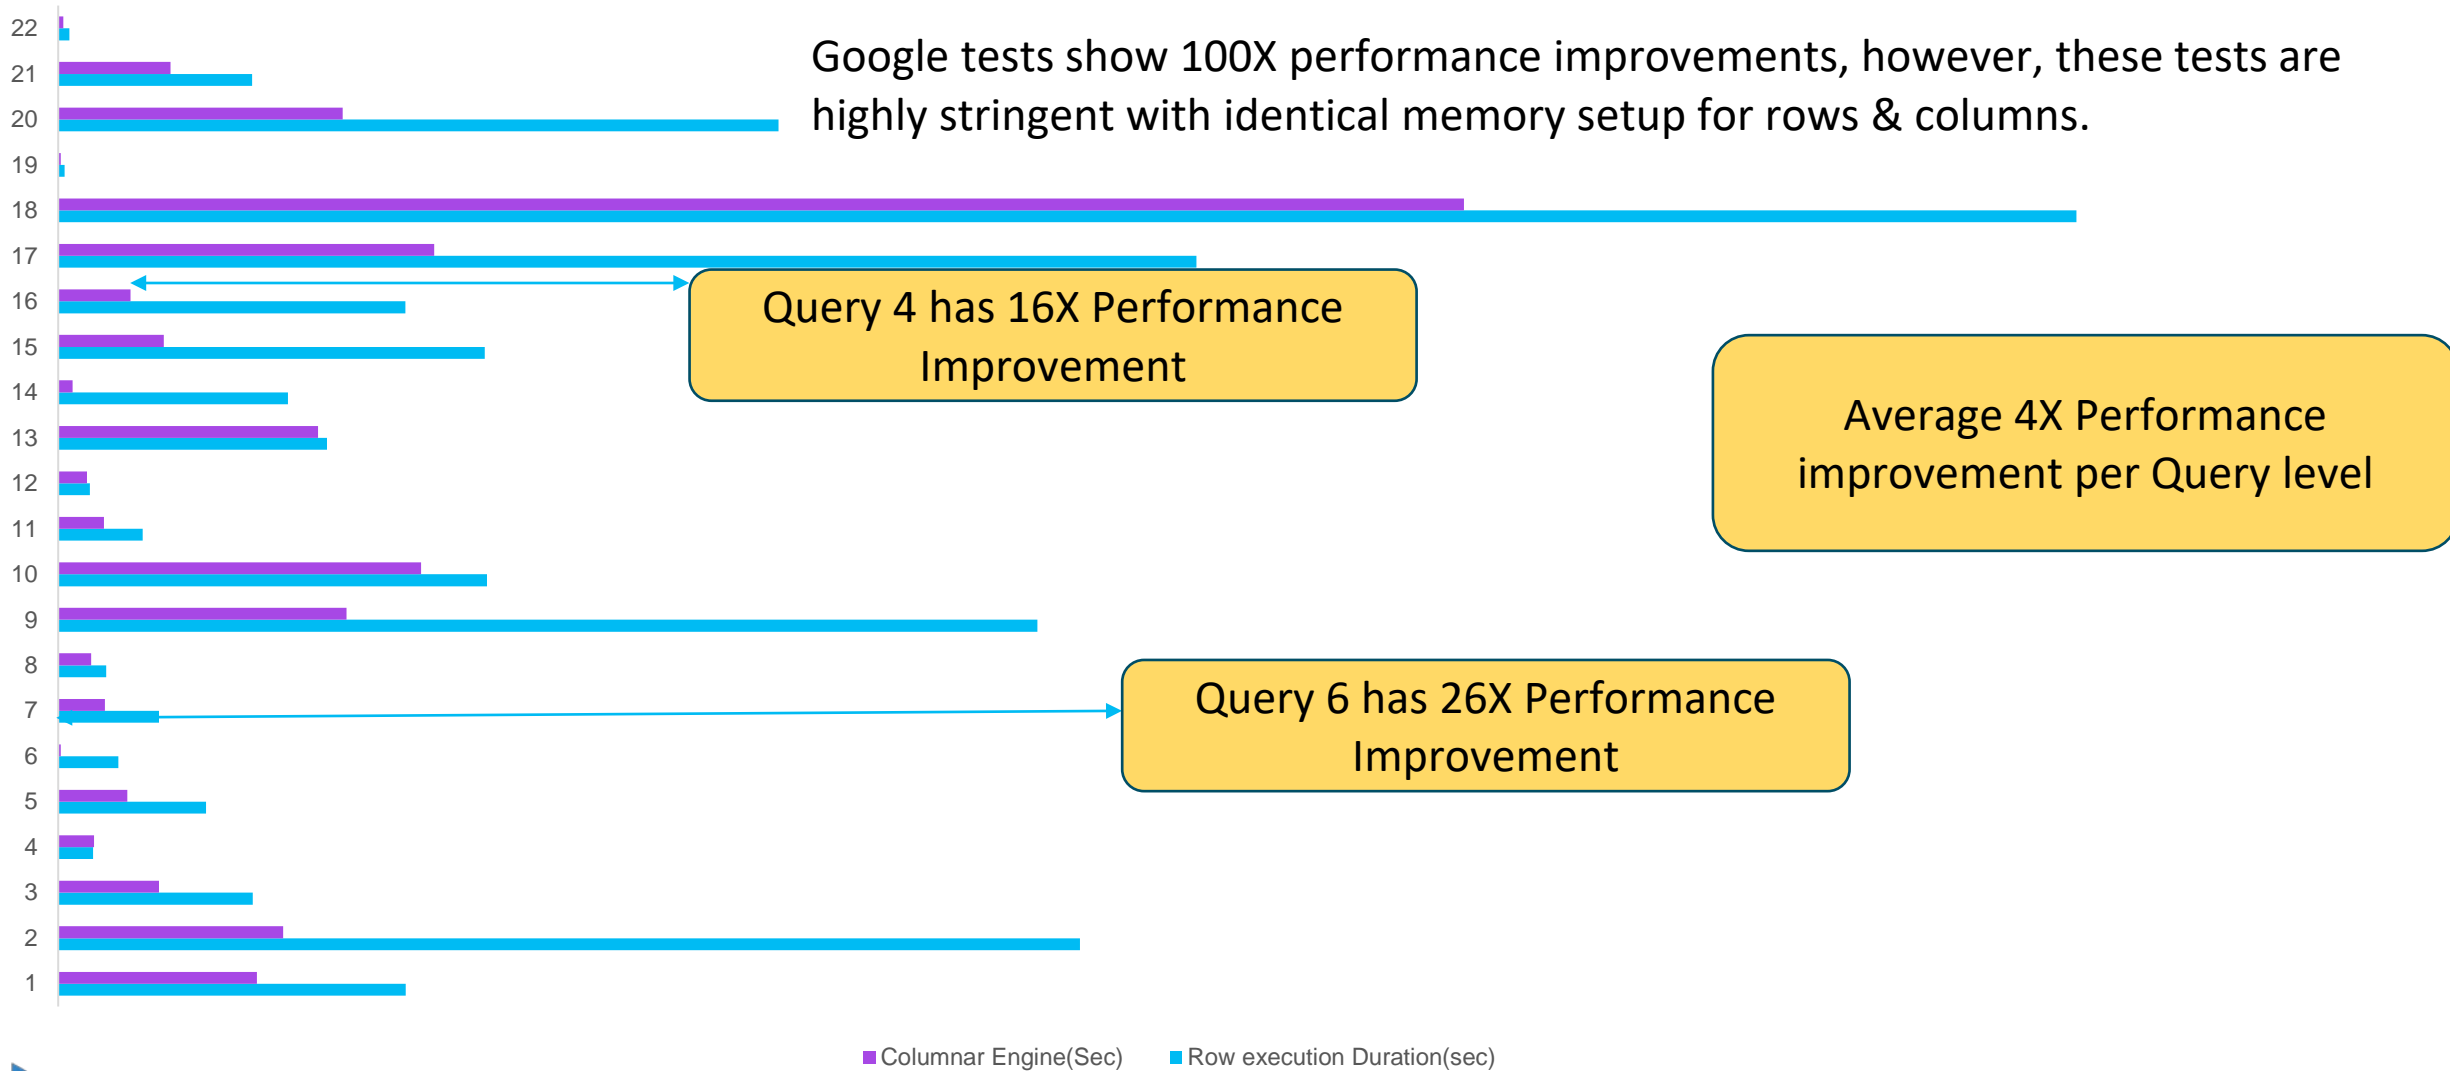 22
21
20
19
18
17
16
15
14
13
12
11
10
9
8
7
6
5
4
3
2
1
Google tests show 100X performance improvements, however, these tests are
highly stringent with identical memory setup for rows & columns.
Query 4 has 16X Performance
Improvement
Average 4X Performance
improvement per Query level
Query 6 has 26X Performance
Improvement
Columnar Engine(Sec) Row execution Duration(sec)